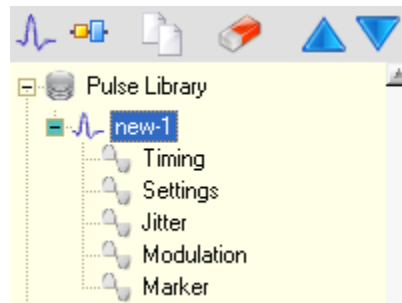 Pulse Library
new-1
Timing
Settings
Jitter
Modulation
Marker